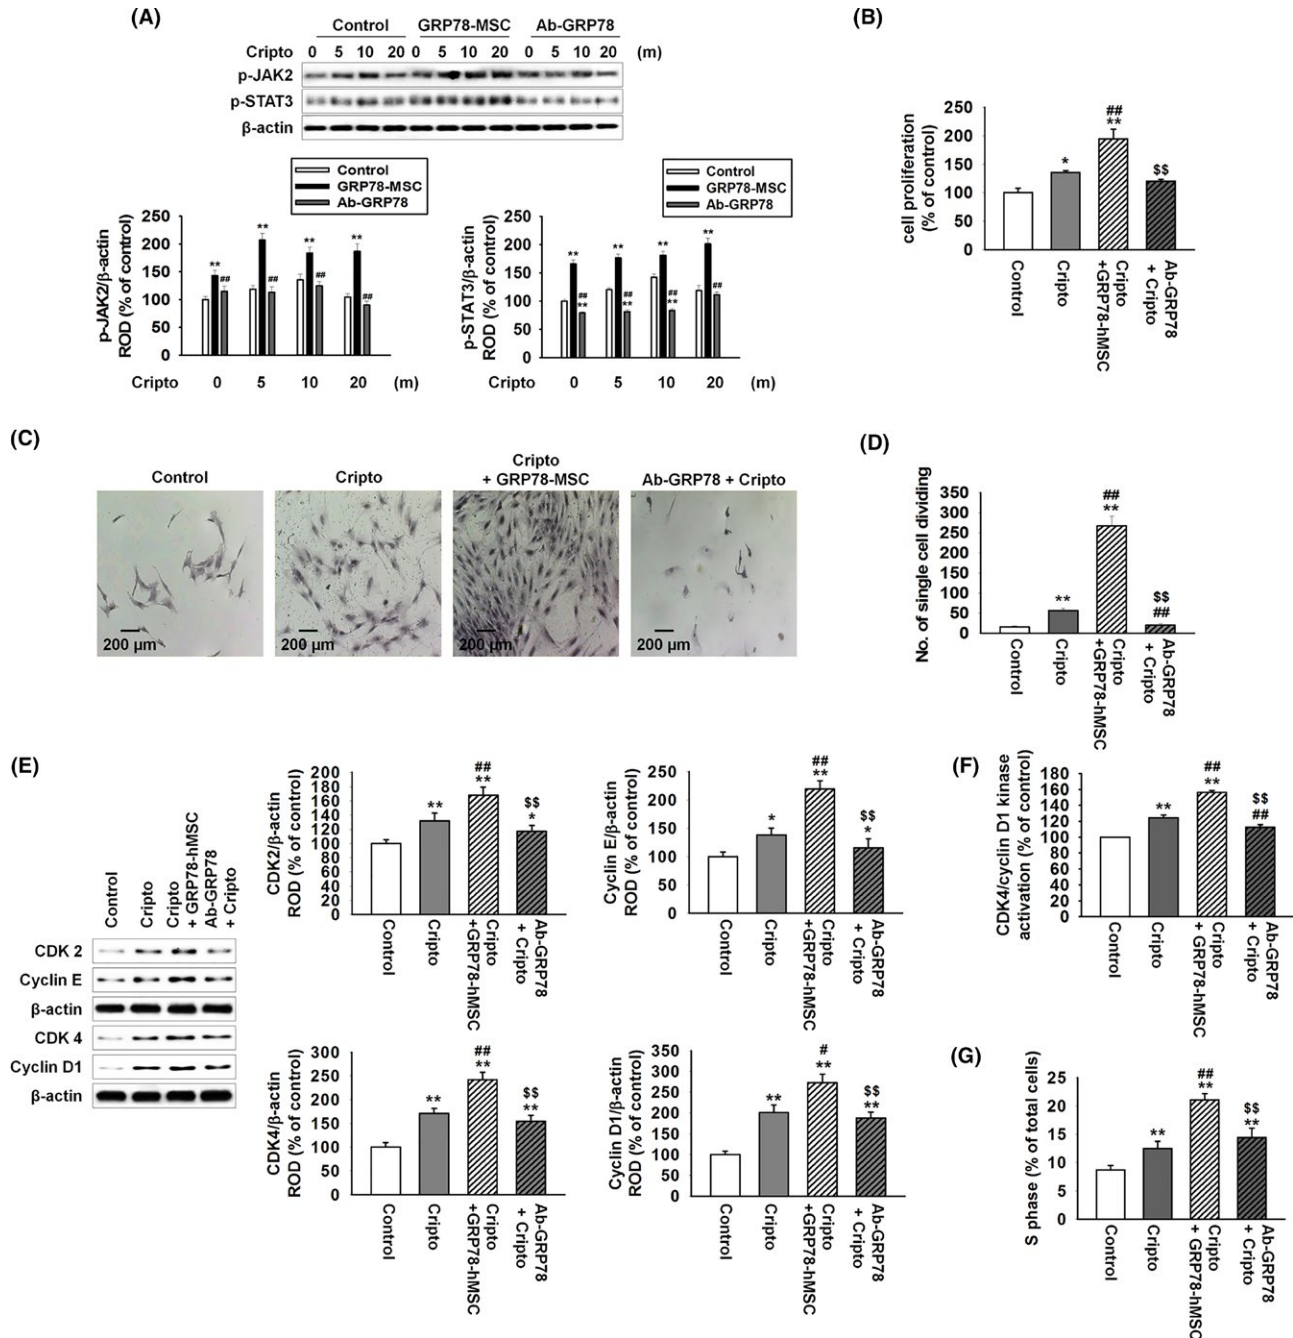 (A)
Control GRP78-MSC Ab-GRP78
Cripto 0 5 10 20 0 5 10 20 0 5 10 20 (m)
p-JAK2
p-STAT3
β-actin
Control
GRP78-MSC
Ab-GRP78
p-JAK2/β-actin
ROD (% of control)
250
200
150
100
50
0
** ** ** **
## ## ## ##
Cripto 0 5 10 20 (m)
Control
GRP78-MSC
Ab-GRP78
p-STAT3/β-actin
ROD (% of control)
250
200
150
100
50
0
** ** ** **
## ## ## ##
** ** **
Cripto 0 5 10 20 (m)
(B)
cell proliferation
(% of control)
250
200
150
100
50
0
*
##
**
$$
Control
Cripto
Cripto
+GRP78-hMSC
Ab-GRP78
+ Cripto
(C)
Control
Cripto
Cripto
+ GRP78-MSC
Ab-GRP78 + Cripto
200 µm
200 µm
200 µm
200 µm
(D)
No. of single cell dividing
350
300
250
200
150
100
50
0
**
##
**
$$
##
Control
Cripto
Cripto
+GRP78-hMSC
Ab-GRP78
+ Cripto
(E)
Control
Cripto
Cripto
+ GRP78-hMSC
Ab-GRP78
+ Cripto
CDK 2
Cyclin E
β-actin
CDK 4
Cyclin D1
β-actin
CDK2/β-actin
ROD (% of control)
200
180
160
140
120
100
80
60
40
20
0
**
##
**
$$
*
Control
Cripto
Cripto
+GRP78-hMSC
Ab-GRP78
+ Cripto
Cyclin E/β-actin
ROD (% of control)
250
200
150
100
50
0
*
##
**
$$
*
Control
Cripto
Cripto
+GRP78-hMSC
Ab-GRP78
+ Cripto
CDK4/β-actin
ROD (% of control)
300
250
200
150
100
50
0
**
##
**
$$
**
Control
Cripto
Cripto
+GRP78-hMSC
Ab-GRP78
+ Cripto
Cyclin D1/β-actin
ROD (% of control)
350
300
250
200
150
100
50
0
**
#
**
$$
**
Control
Cripto
Cripto
+GRP78-hMSC
Ab-GRP78
+ Cripto
(F)
CDK4/cyclin D1 kinase
activation (% of control)
180
160
140
120
100
80
60
40
20
0
**
##
**
$$
##
Control
Cripto
Cripto
+ GRP78-hMSC
Ab-GRP78
+ Cripto
(G)
S phase (% of total cells)
25
20
15
10
5
0
**
##
**
$$
**
Control
Cripto
Cripto
+ GRP78-hMSC
Ab-GRP78
+ Cripto